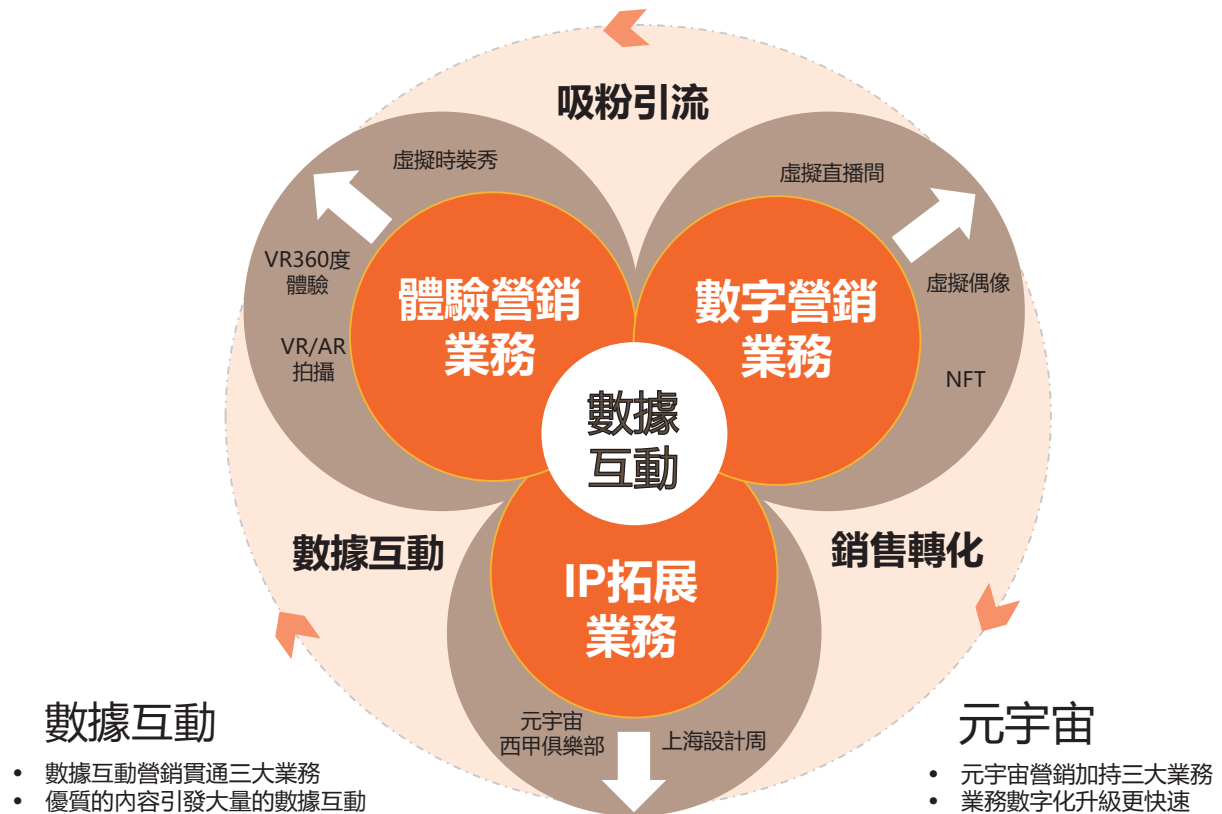 吸粉引流
虛擬時裝秀
VR360度
體驗
VR/AR
拍攝
體驗營銷
業務
虛擬直播間
虛擬偶像
NFT
數字營銷
業務
數據
互動
數據互動
銷售轉化
IP拓展
業務
元宇宙
西甲俱樂部
上海設計周
數據互動
• 數據互動營銷貫通三大業務
• 優質的內容引發大量的數據互動
元宇宙
• 元宇宙營銷加持三大業務
• 業務數字化升級更快速